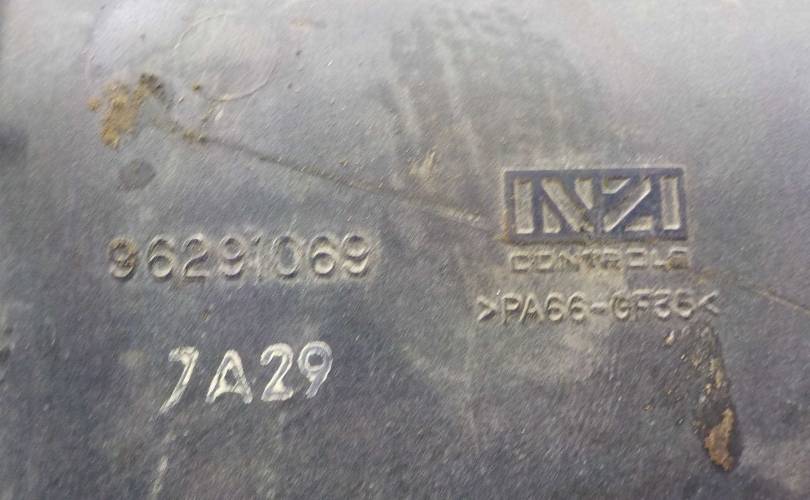 96291069
7A29
INZI
CONTROLS
>PA66-GF35<